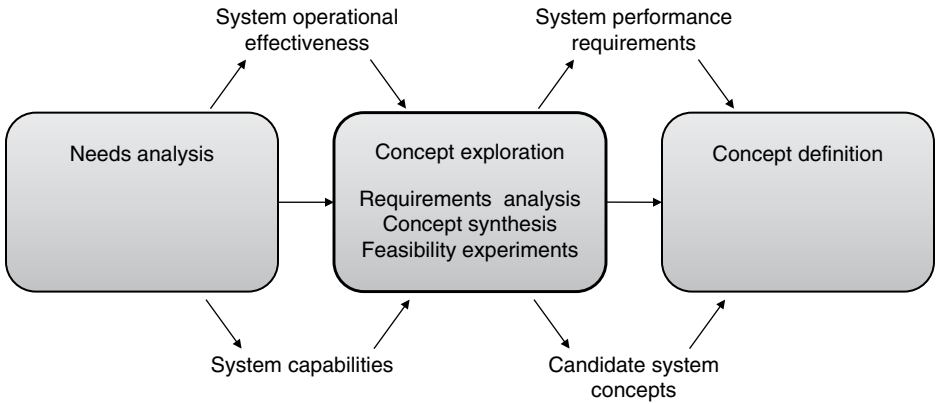 System operational
effectiveness
System performance
requirements
Needs analysis
Concept exploration
Requirements analysis
Concept synthesis
Feasibility experiments
Concept definition
System capabilities
Candidate system
concepts